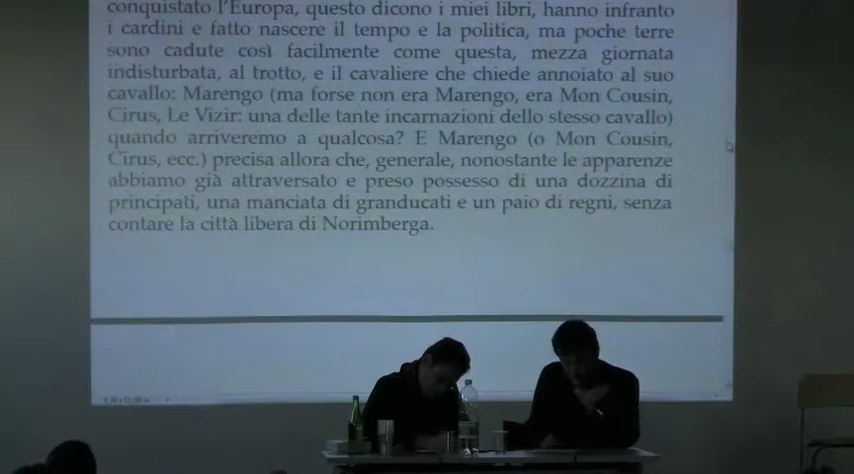 conquistato l'Europa, questo dicono i miei libri, hanno infranto
i cardini e fatto nascere il tempo e la politica, ma poche terre
sono cadute così facilmente come questa, mezza giornata
indisturbata, al trotto, e il cavaliere che chiede annoiato al suo
cavallo: Marengo (ma forse non era Marengo, era Mon Cousin,
Cirus, Le Vizir: una delle tante incarnazioni dello stesso cavallo)
quando arriveremo a qualcosa? E Marengo (o Mon Cousin,
Cirus, ecc.) precisa allora che, generale, nonostante le apparenze
abbiamo già attraversato e preso possesso di una dozzina di
principati, una manciata di granducati e un paio di regni, senza
contare la città libera di Norimberga.